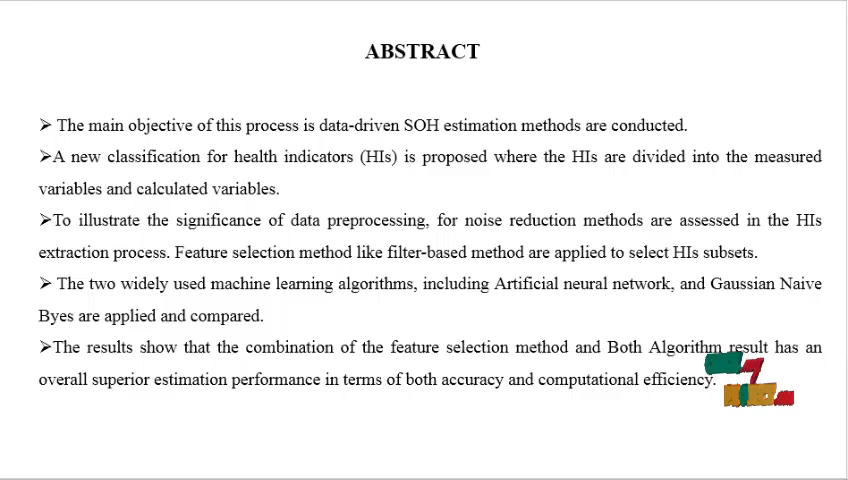 ABSTRACT
➢ The main objective of this process is data-driven SOH estimation methods are conducted.
➢A new classification for health indicators (HIs) is proposed where the HIs are divided into the measured
variables and calculated variables.
➢To illustrate the significance of data preprocessing, for noise reduction methods are assessed in the HIs
extraction process. Feature selection method like filter-based method are applied to select HIs subsets.
➢ The two widely used machine learning algorithms, including Artificial neural network, and Gaussian Naive
Byes are applied and compared.
➢The results show that the combination of the feature selection method and Both Algorithm result has an
overall superior estimation performance in terms of both accuracy and computational efficiency.